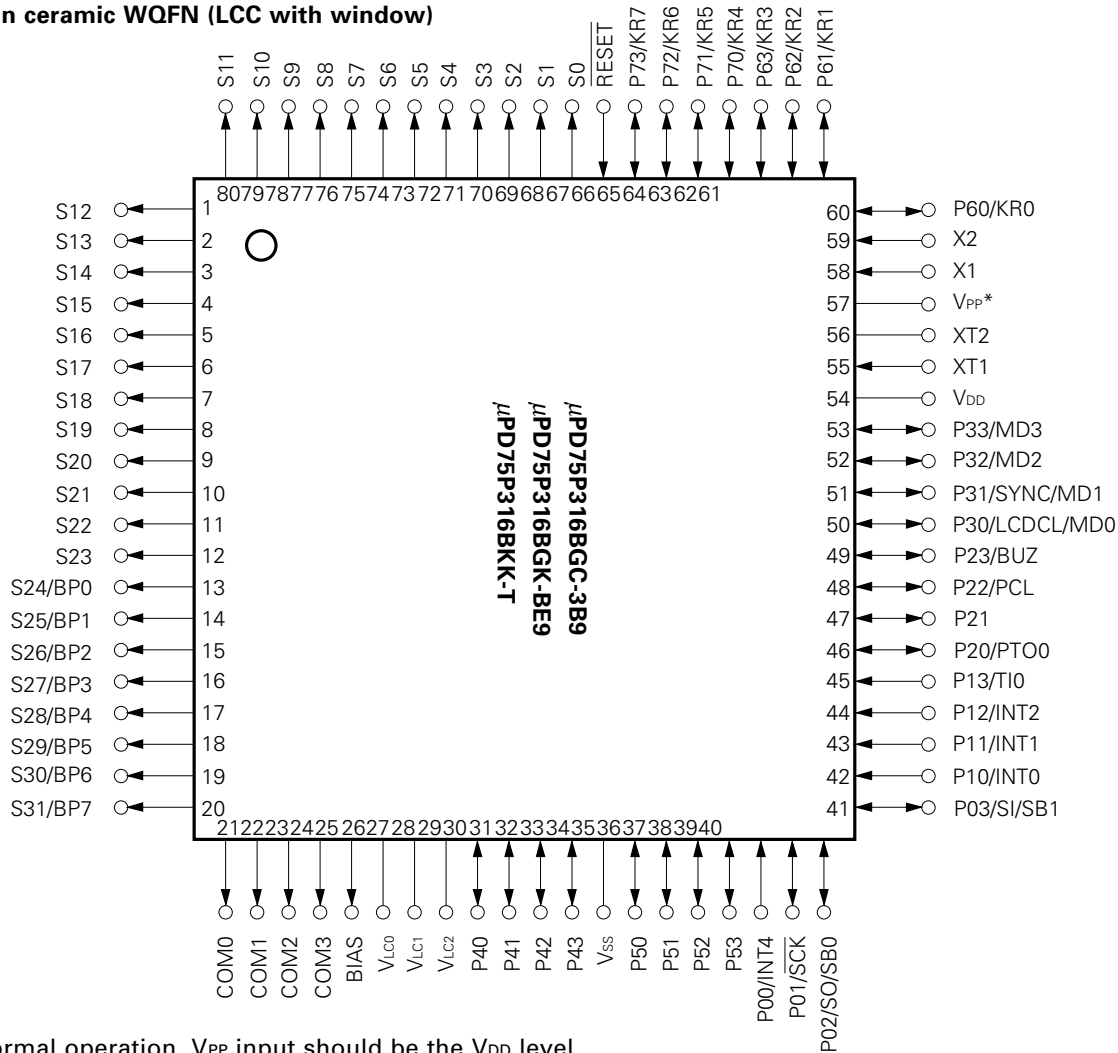 n ceramic WQFN (LCC with window)
S11 S10 S9 S8 S7 S6 S5 S4 S3 S2 S1 S0 RESET P73/KR7 P72/KR6 P71/KR5 P70/KR4 P63/KR3 P62/KR2 P61/KR1
80 79 78 77 76 75 74 73 72 71 70 69 68 67 66 65 64 63 62 61
S12 1 60 P60/KR0
S13 2 59 X2
S14 3 58 X1
S15 4 57 VPP*
S16 5 56 XT2
S17 6 55 XT1
S18 7 54 VDD
S19 8 53 P33/MD3
S20 9 52 P32/MD2
S21 10 51 P31/SYNC/MD1
S22 11 50 P30/LCDCL/MD0
S23 12 49 P23/BUZ
S24/BP0 13 48 P22/PCL
S25/BP1 14 47 P21
S26/BP2 15 46 P20/PTO0
S27/BP3 16 45 P13/TI0
S28/BP4 17 44 P12/INT2
S29/BP5 18 43 P11/INT1
S30/BP6 19 42 P10/INT0
S31/BP7 20 41 P03/SI/SB1
μPD75P316BGC-3B9
μPD75P316BGK-BE9
μPD75P316BKK-T
21 22 23 24 25 26 27 28 29 30 31 32 33 34 35 36 37 38 39 40
COM0 COM1 COM2 COM3 BIAS VLC0 VLC1 VLC2 P40 P41 P42 P43 VSS P50 P51 P52 P53 P00/INT4 P01/SCK P02/SO/SB0
ormal operation, VPP input should be the VDD level